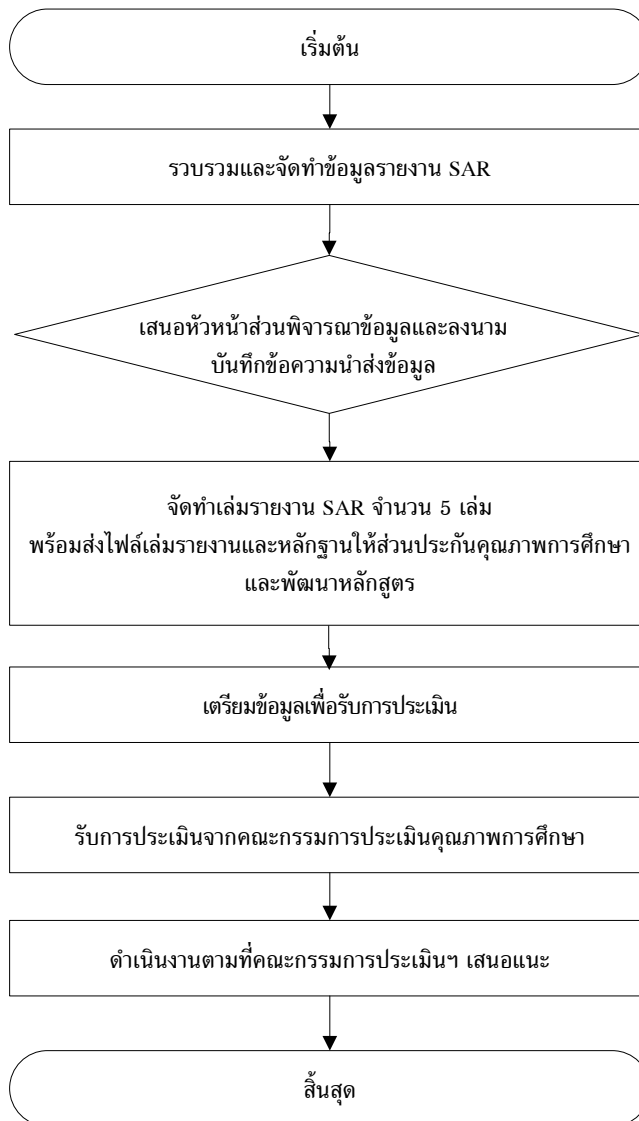 เริ่มต้น
รวบรวมและจัดทำข้อมูลรายงาน SAR
เสนอหัวหน้าส่วนพิจารณาข้อมูลและลงนาม
บันทึกข้อความนำส่งข้อมูล
จัดทำเล่มรายงาน SAR จำนวน 5 เล่ม
พร้อมส่งไฟล์เล่มรายงานและหลักฐานให้ส่วนประกันคุณภาพการศึกษา
และพัฒนาหลักสูตร
เตรียมข้อมูลเพื่อรับการประเมิน
รับการประเมินจากคณะกรรมการประเมินคุณภาพการศึกษา
ดำเนินงานตามที่คณะกรรมการประเมินฯ เสนอแนะ
สิ้นสุด